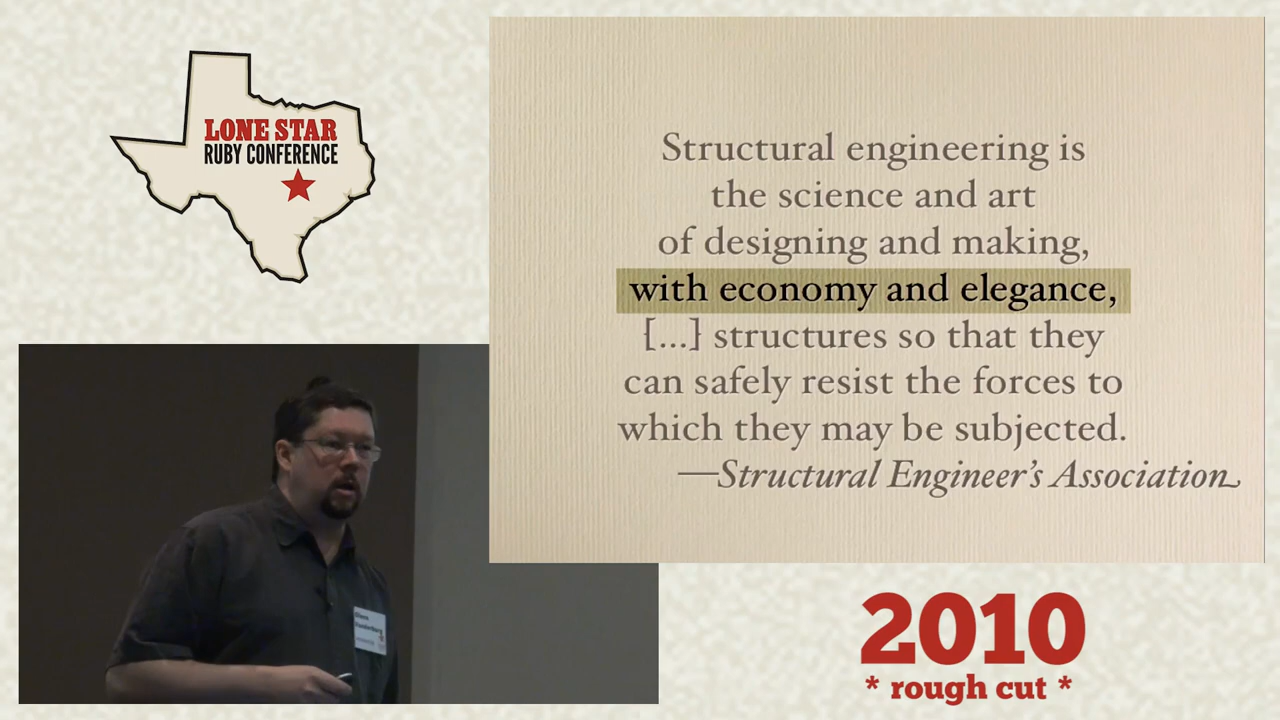 LONE STAR
RUBY CONFERENCE
Structural engineering is
the science and art
of designing and making,
with economy and elegance,
[...] structures so that they
can safely resist the forces to
which they may be subjected.
—Structural Engineer's Association
2010
* rough cut *